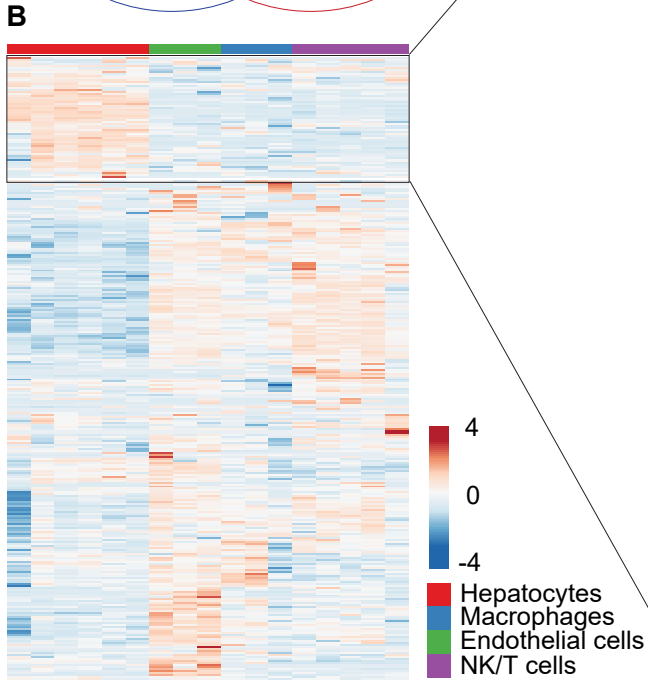 B
4
0
-4
Hepatocytes
Macrophages
Endothelial cells
NK/T cells